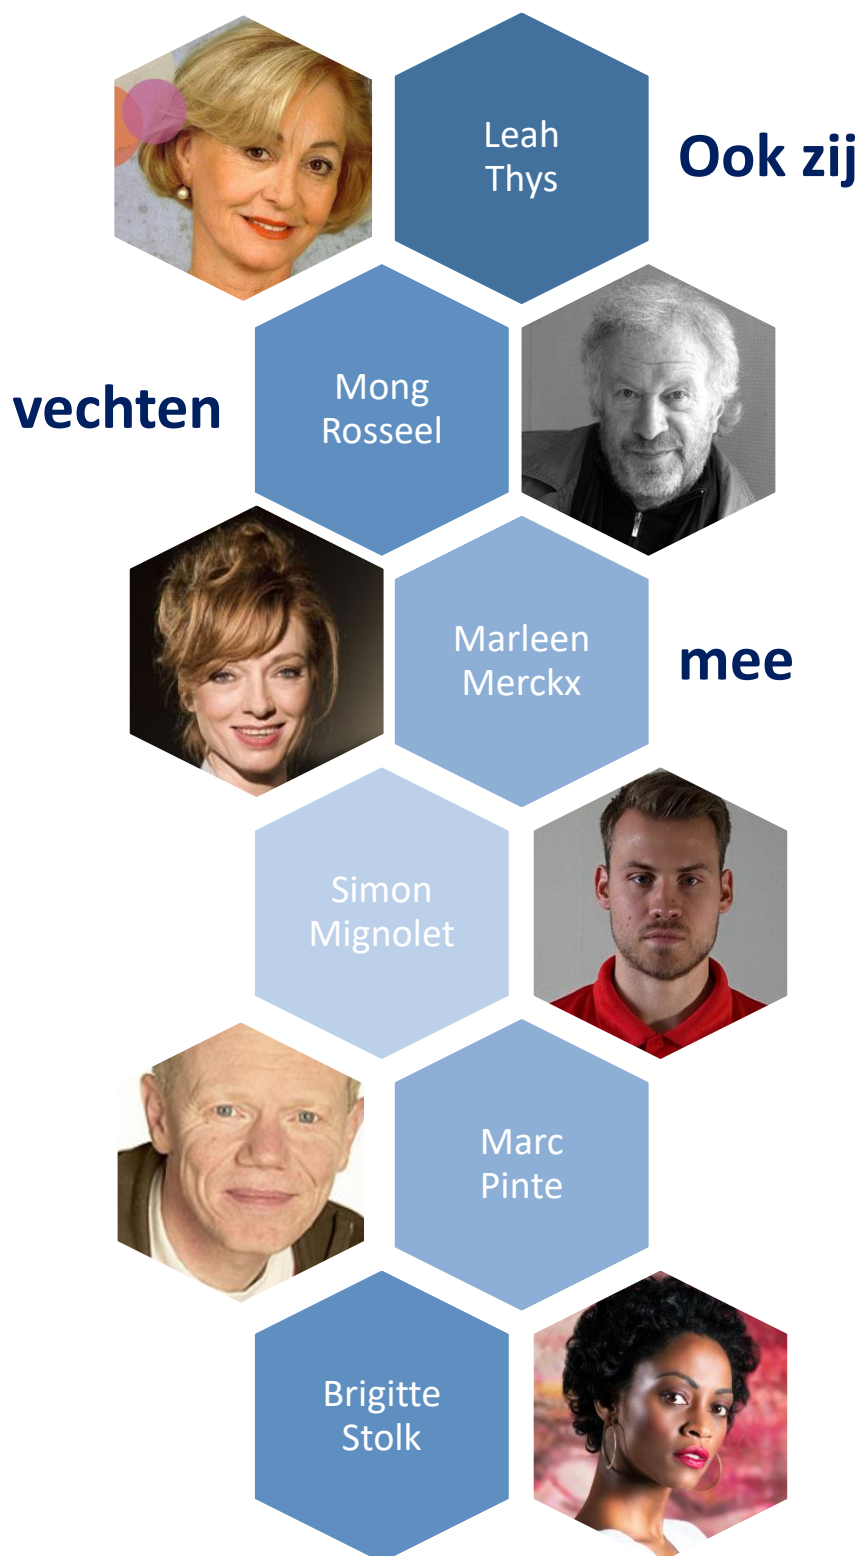 Leah
Thys
Ook zij
vechten
Mong
Rosseel
Marleen
Merckx
mee
Simon
Mignolet
Marc
Pinte
Brigitte
Stolk